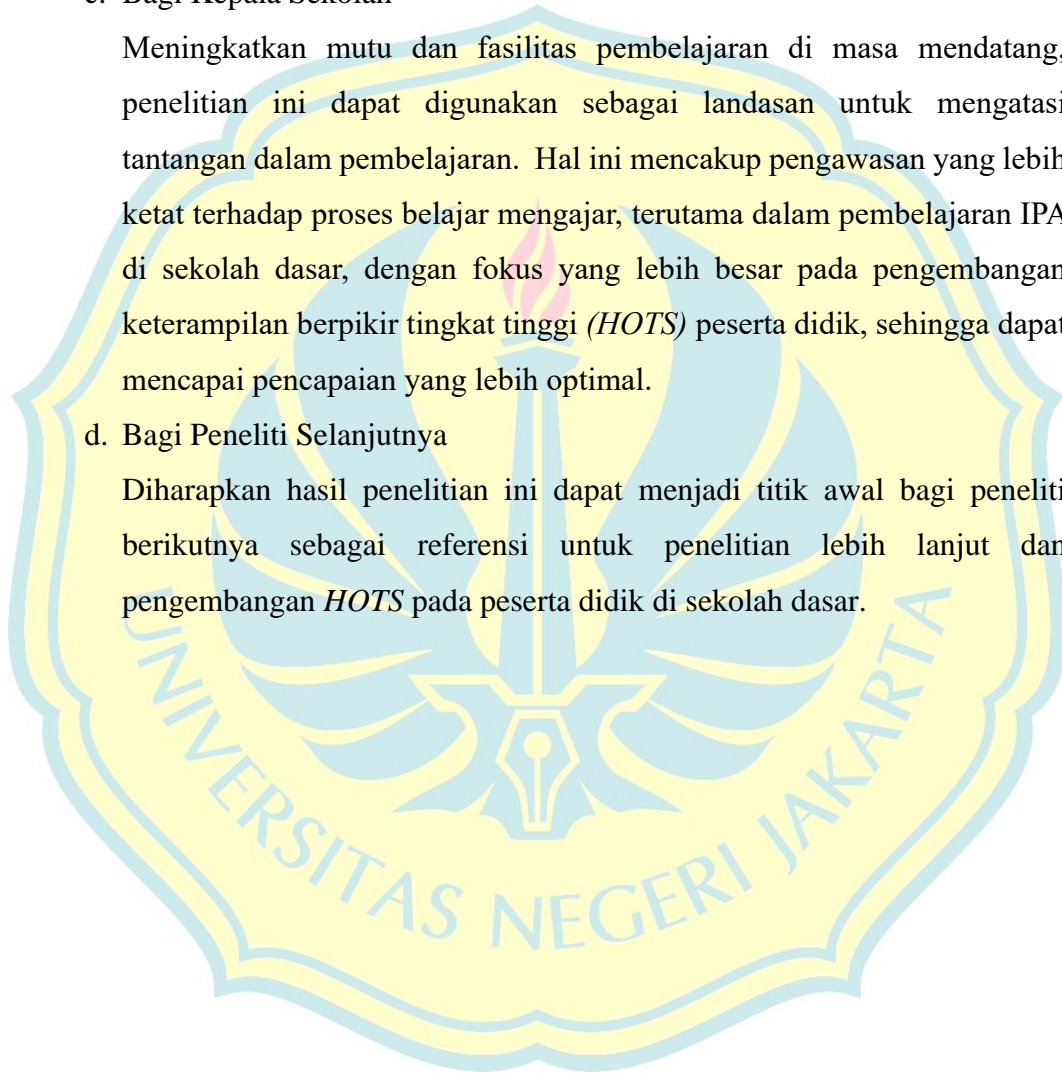 c. Bagi Kepala Sekolah
Meningkatkan mutu dan fasilitas pembelajaran di masa mendatang,
penelitian ini dapat digunakan sebagai landasan untuk mengatasi
tantangan dalam pembelajaran. Hal ini mencakup pengawasan yang lebih
ketat terhadap proses belajar mengajar, terutama dalam pembelajaran IPA
di sekolah dasar, dengan fokus yang lebih besar pada pengembangan
keterampilan berpikir tingkat tinggi (HOTS) peserta didik, sehingga dapat
mencapai pencapaian yang lebih optimal.
d. Bagi Peneliti Selanjutnya
Diharapkan hasil penelitian ini dapat menjadi titik awal bagi peneliti
berikutnya sebagai referensi untuk penelitian lebih lanjut dan
pengembangan HOTS pada peserta didik di sekolah dasar.
UNIVERSITAS NEGERI JAKARTA